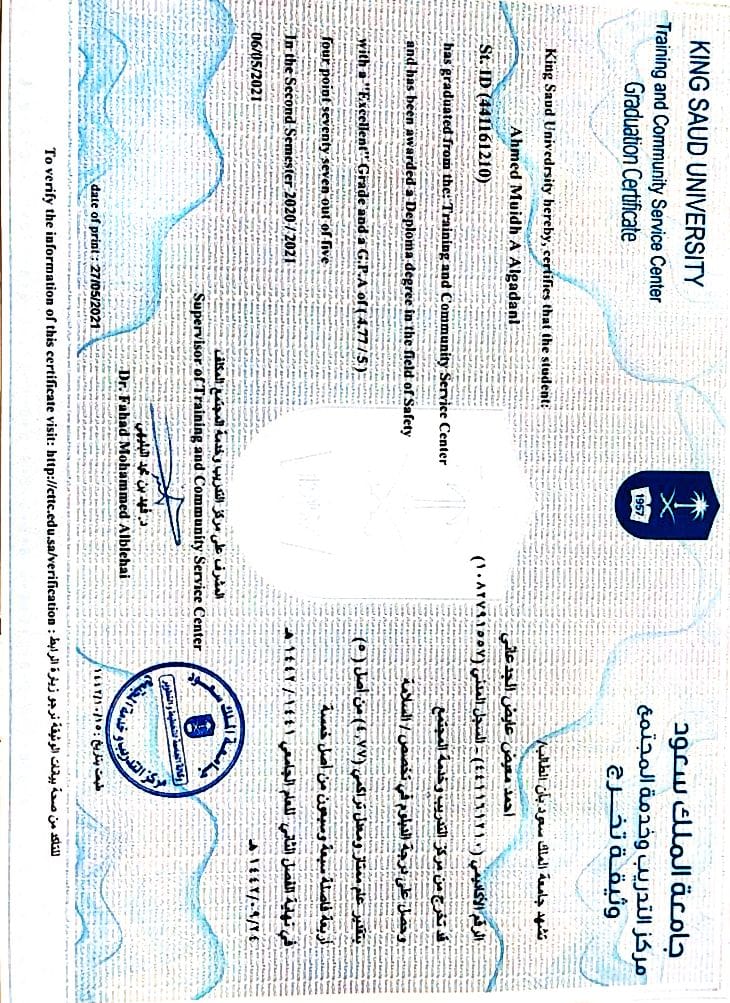 KING SAUD UNIVERSITY
Training and Community Service Center
Graduation Certificate
King Saud University hereby, certifies that the student:
Ahmed Muidh A Algadani
St. ID (441161210)
has graduated from the: Training and Community Service Center
and has been awarded a Deploma degree in the field of Safety
with a "Excellent" Grade and a G.P.A of ( 4.77 / 5 )
four point seventy seven out of five
In the Second Semester 2020 / 2021
06/05/2021
1957
جامعة الملك سعود
مركز التدريب وخدمة المجتمع
وثيقة تخرج
تشهد جامعة الملك سعود بأن الطالب/
احمد معيض عايض الجدعاني
الرقم الأكاديمي (٤٤١١٦١٢١٠) - السجل المدني (١٠٨٢٧٩١٥٥٧)
قد تخرج من مركز التدريب وخدمة المجتمع
وحصل على درجة الدبلوم في تخصص / السلامة
بتقدير عام ممتاز ومعدل تراكمي (٤.٧٧) من أصل (٥)
أربعة فاصلة سبعة وسبعون من أصل خمسة
في نهاية الفصل الثاني للعام الجامعي ١٤٤١ / ١٤٤٢ هـ
١٤٤٢/٠٩/٢٤ هـ
المشرف على مركز التدريب وخدمة المجتمع المكلف
Supervisor of Training and Community Service Center
د. فهد بن محمد
Dr. Fahad Mohammed Alblehai
جامعة الملك سعود
مركز التدريب و خدمة المجتمع
date of print : 27/05/2021
طبعت بتاريخ : ١٤٤٢/١٠/١٥
To verify the information of this certificate visit: http://ctte.edu.sa/verification : للتأكد من صحة بيانات الوثيقة نرجو زيارة الرابط